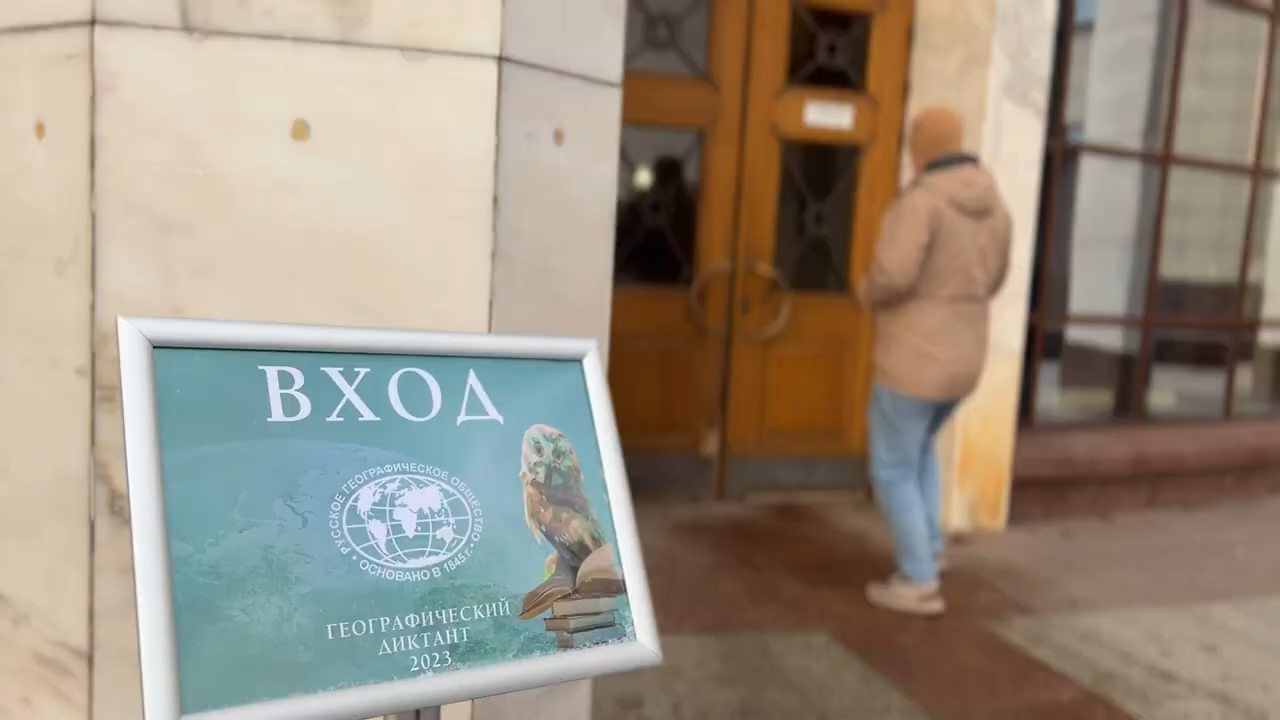 ВХОД
РУССКОЕ ГЕОГРАФИЧЕСКОЕ ОБЩЕСТВО
• ОСНОВАНО В 1845 г. •
ГЕОГРАФИЧЕСКИЙ
ДИКТАНТ
2023